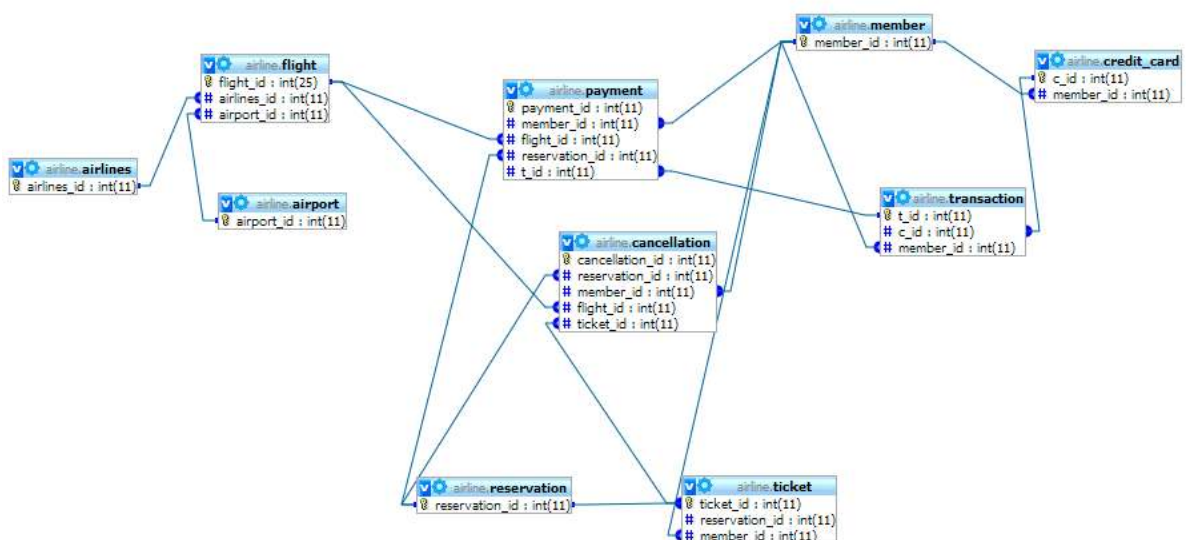 airline.member
member_id : int(11)
airline.flight
flight_id : int(25)
airlines_id : int(11)
airport_id : int(11)
airline.credit_card
c_id : int(11)
member_id : int(11)
airline.payment
payment_id : int(11)
member_id : int(11)
flight_id : int(11)
reservation_id : int(11)
t_id : int(11)
airline.airlines
airlines_id : int(11)
airline.airport
airport_id : int(11)
airline.transaction
t_id : int(11)
c_id : int(11)
member_id : int(11)
airline.cancellation
cancellation_id : int(11)
reservation_id : int(11)
member_id : int(11)
flight_id : int(11)
ticket_id : int(11)
airline.reservation
reservation_id : int(11)
airline.ticket
ticket_id : int(11)
reservation_id : int(11)
member_id : int(11)